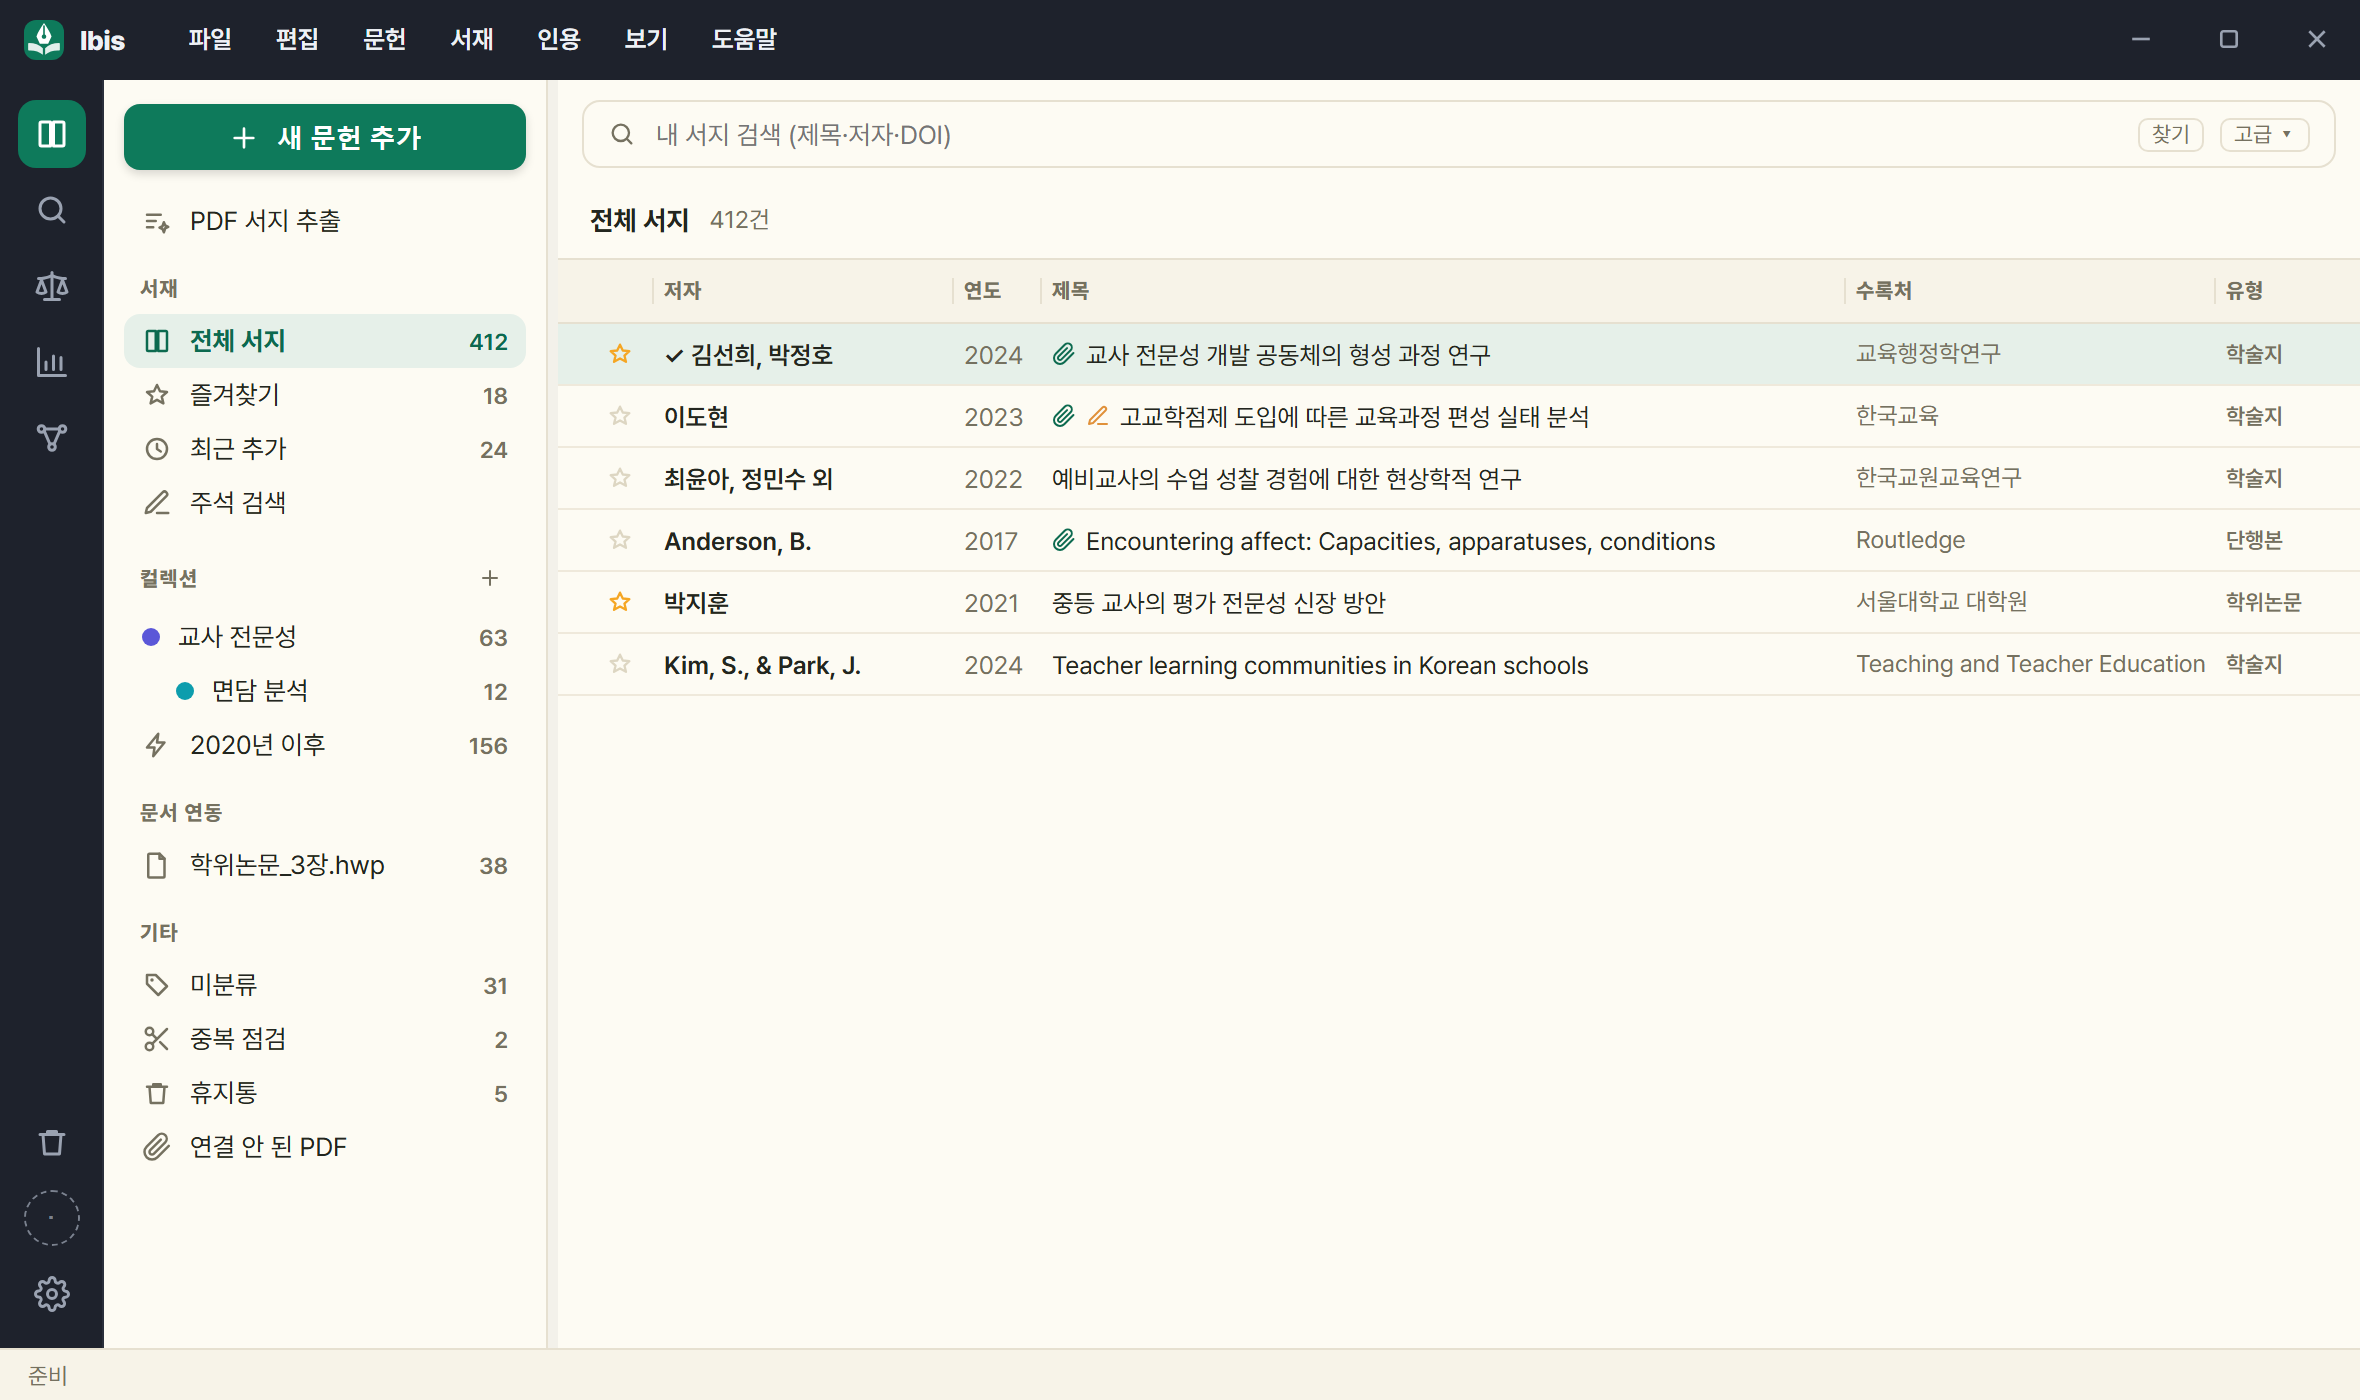 Ibis 파일 편집 문헌 서재 인용 보기 도움말
+ 새 문헌 추가
PDF 서지 추출
서재
전체 서지 412
즐겨찾기 18
최근 추가 24
주석 검색
컬렉션 +
교사 전문성 63
면담 분석 12
2020년 이후 156
문서 연동
학위논문_3장.hwp 38
기타
미분류 31
중복 점검 2
휴지통 5
연결 안 된 PDF
내 서지 검색 (제목·저자·DOI) 찾기 고급 ▾
전체 서지 412건
저자 연도 제목 수록처 유형
✓ 김선희, 박정호 2024 교사 전문성 개발 공동체의 형성 과정 연구 교육행정학연구 학술지
이도현 2023 고교학점제 도입에 따른 교육과정 편성 실태 분석 한국교육 학술지
최윤아, 정민수 외 2022 예비교사의 수업 성찰 경험에 대한 현상학적 연구 한국교원교육연구 학술지
Anderson, B. 2017 Encountering affect: Capacities, apparatuses, conditions Routledge 단행본
박지훈 2021 중등 교사의 평가 전문성 신장 방안 서울대학교 대학원 학위논문
Kim, S., & Park, J. 2024 Teacher learning communities in Korean schools Teaching and Teacher Education 학술지
준비